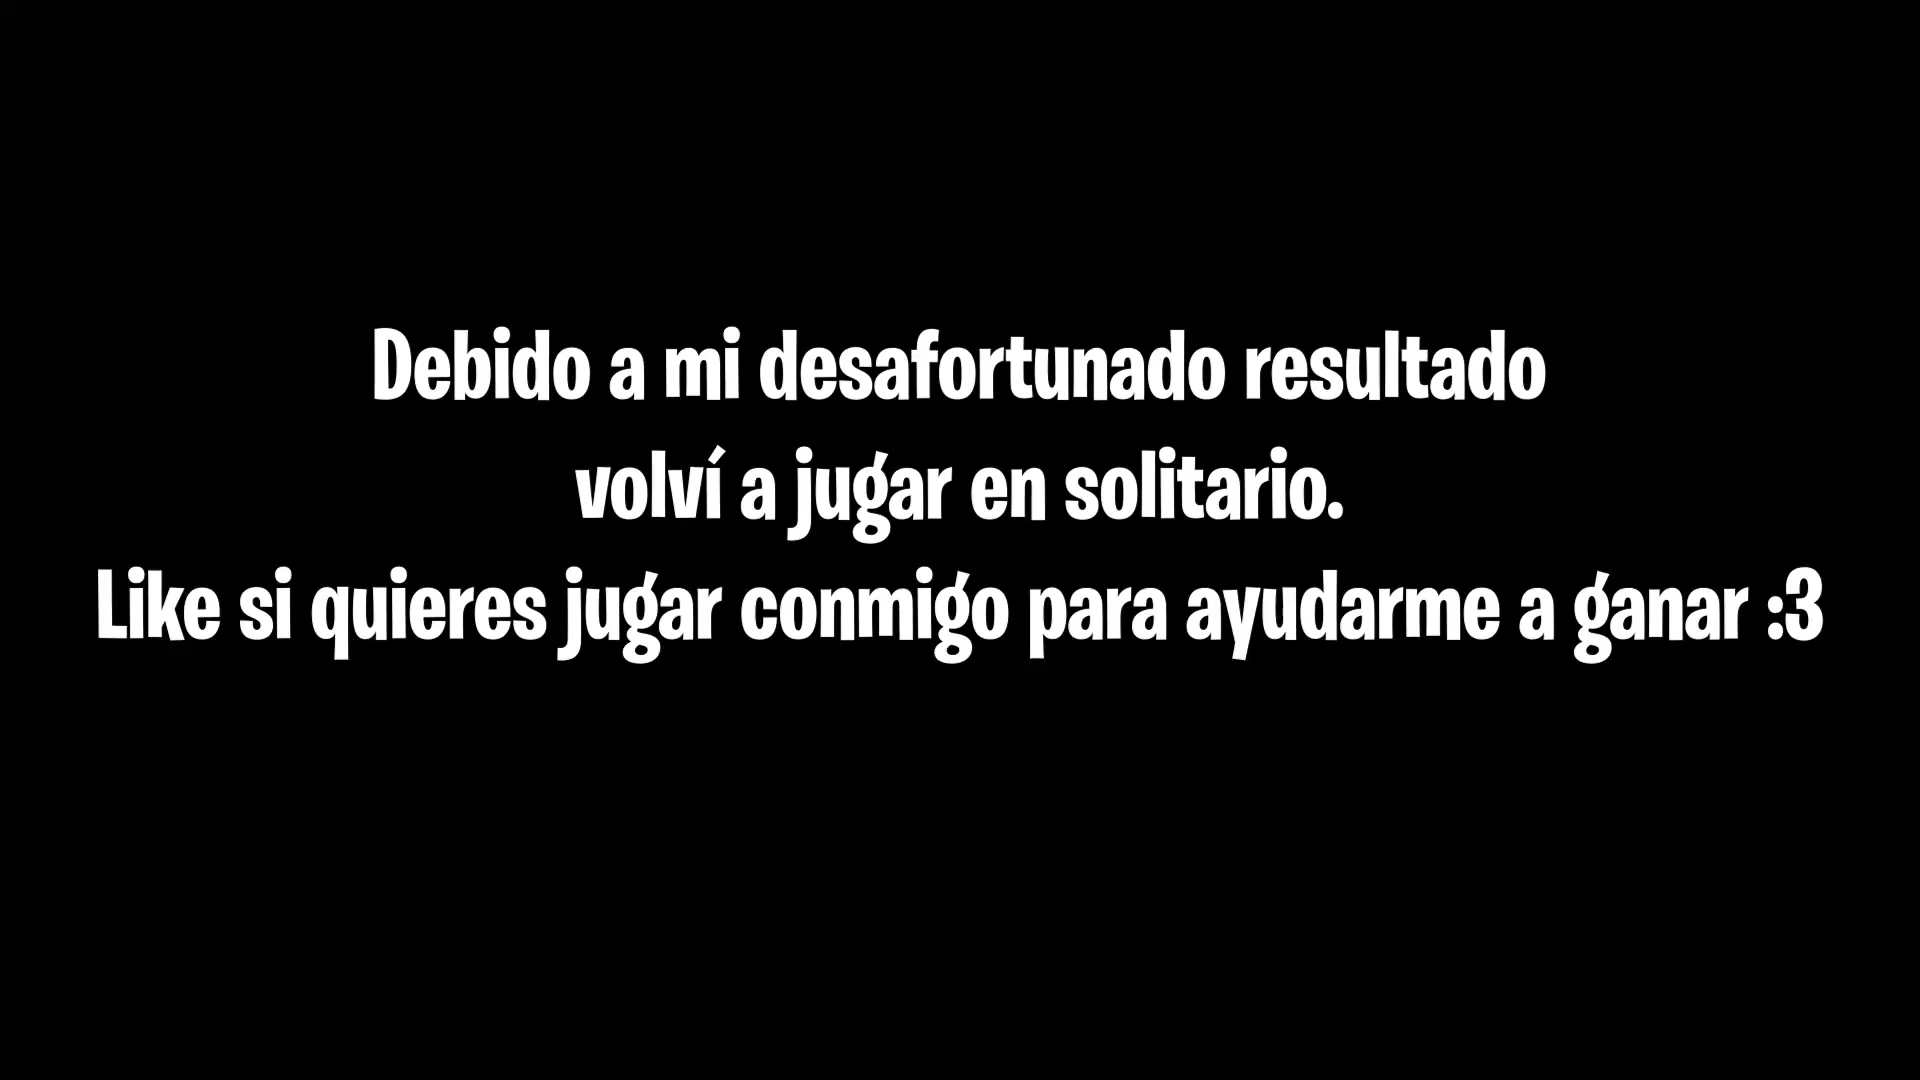 Debido a mi desafortunado resultado
volví a jugar en solitario.
Like si quieres jugar conmigo para ayudarme a ganar :3